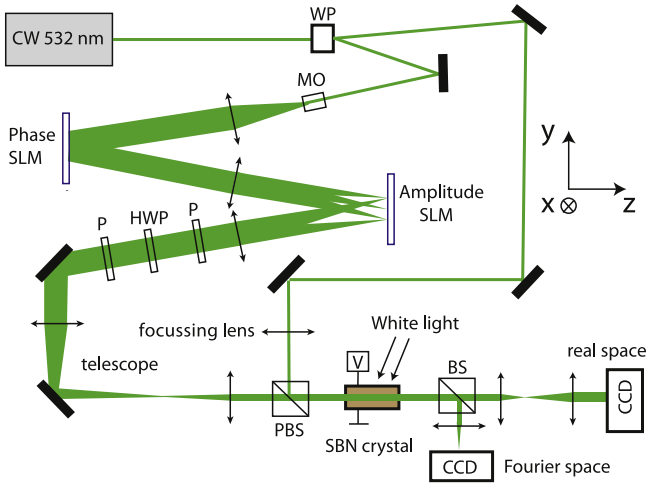 CW 532 nm
WP
MO
Phase
SLM
y
x
z
Amplitude
SLM
P
HWP
P
focussing lens
White light
telescope
V
real space
BS
CCD
PBS
SBN crystal
CCD
Fourier space